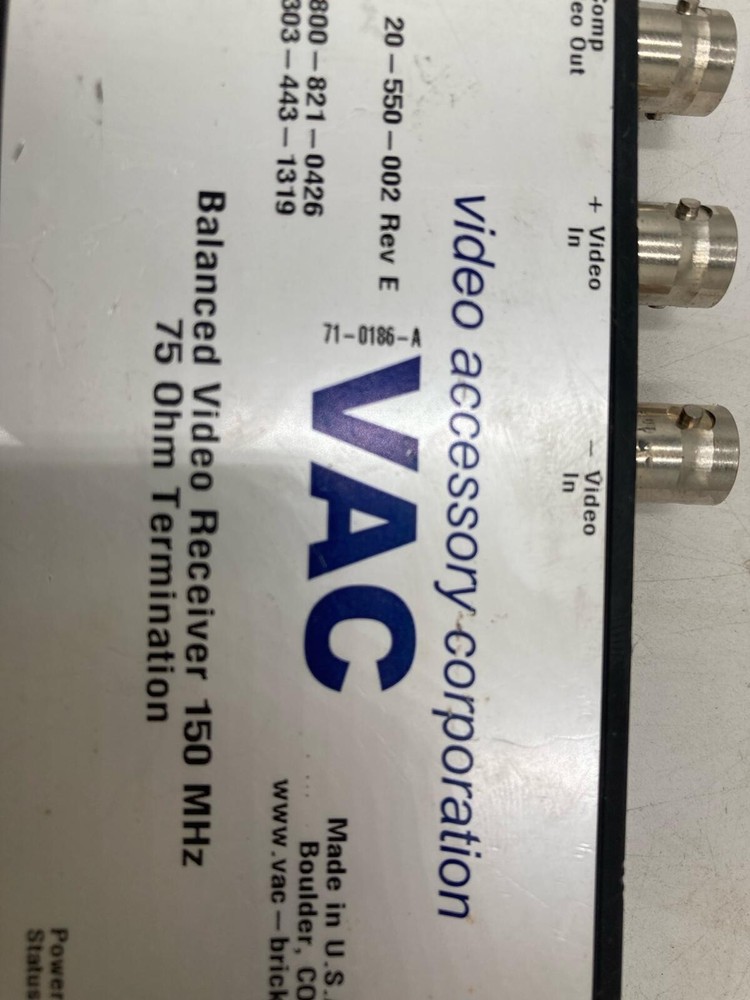 Comp
eo Out
+ Video
In
– Video
In
video accessory corporation
20–550–002 Rev E
71-0186-A
VAC
800–821–0426
303–443–1319
Made in U.S.
Boulder, CO
www.vac–brick
Balanced Video Receiver 150 MHz
75 Ohm Termination
Power
Status